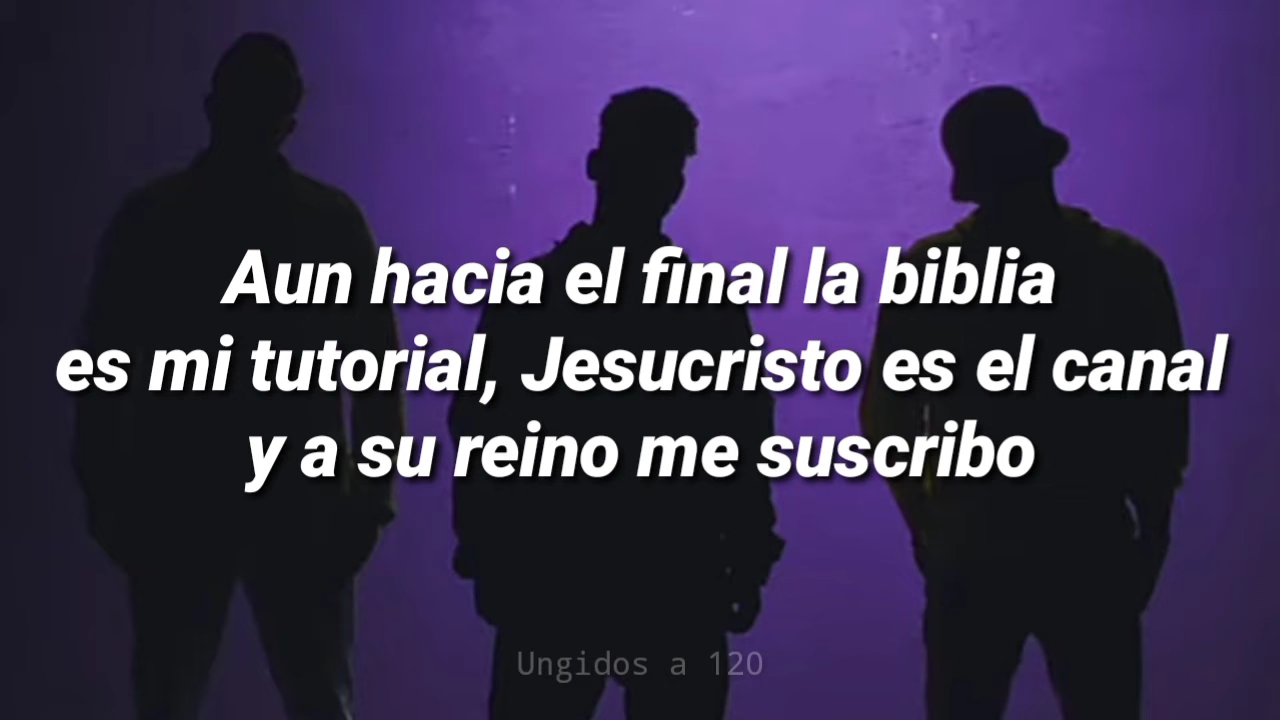 Aun hacia el final la biblia
es mi tutorial, Jesucristo es el canal
y a su reino me suscribo
Ungidos a 120